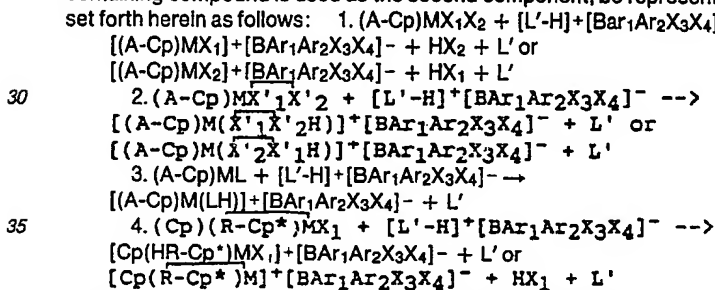 containing compound is used as the second component, be represen
set forth herein as follows: 1. (A-Cp)MX₁X₂ + [L'-H]+[Bar₁Ar₂X₃X₄]
[(A-Cp)MX₁]+[BAr₁Ar₂X₃X₄]- + HX₂ + L' or
[(A-Cp)MX₂]+[BAr₁Ar₂X₃X₄]- + HX₁ + L'
30 2. (A-Cp)MX'₁X'₂ + [L'-H]⁺[BAr₁Ar₂X₃X₄]⁻ -->
[(A-Cp)M(X'₁X'₂H)]⁺[BAr₁Ar₂X₃X₄]⁻ + L' or
[(A-Cp)M(X'₂X'₁H)]⁺[BAr₁Ar₂X₃X₄]⁻ + L'
3. (A-Cp)ML + [L'-H]+[BAr₁Ar₂X₃X₄]- →
[(A-Cp)M(LH)]+[BAr₁Ar₂X₃X₄]- + L'
35 4. (Cp)(R-Cp*)MX₁ + [L'-H]⁺[BAr₁Ar₂X₃X₄]⁻ -->
[Cp(HR-Cp*)MX₁]+[BAr₁Ar₂X₃X₄]- + L' or
[Cp(R-Cp*)M]⁺[BAr₁Ar₂X₃X₄]⁻ + HX₁ + L'